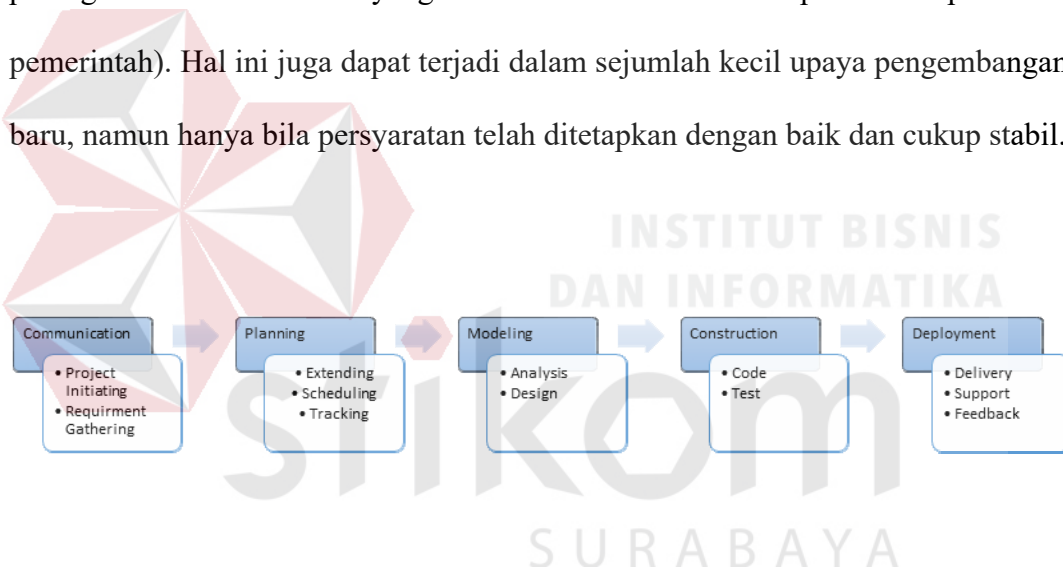 pemerintah). Hal ini juga dapat terjadi dalam sejumlah kecil upaya pengembangan
baru, namun hanya bila persyaratan telah ditetapkan dengan baik dan cukup stabil.
INSTITUT BISNIS
DAN INFORMATIKA
stikom
SURABAYA
Communication
• Project
Initiating
• Requirment
Gathering
Planning
• Extending
• Scheduling
• Tracking
Modeling
• Analysis
• Design
Construction
• Code
• Test
Deployment
• Delivery
• Support
• Feedback